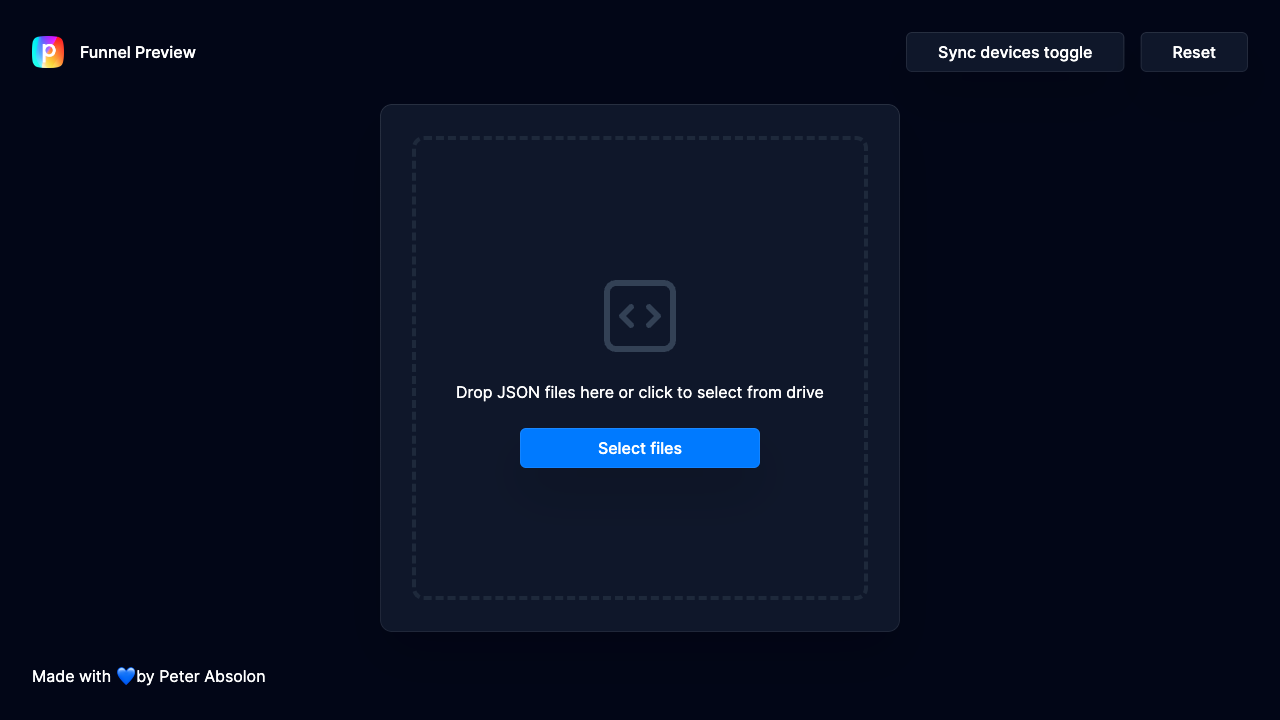 p
Funnel Preview
Sync devices toggle
Reset
Drop JSON files here or click to select from drive
Select files
Made with 💙by Peter Absolon